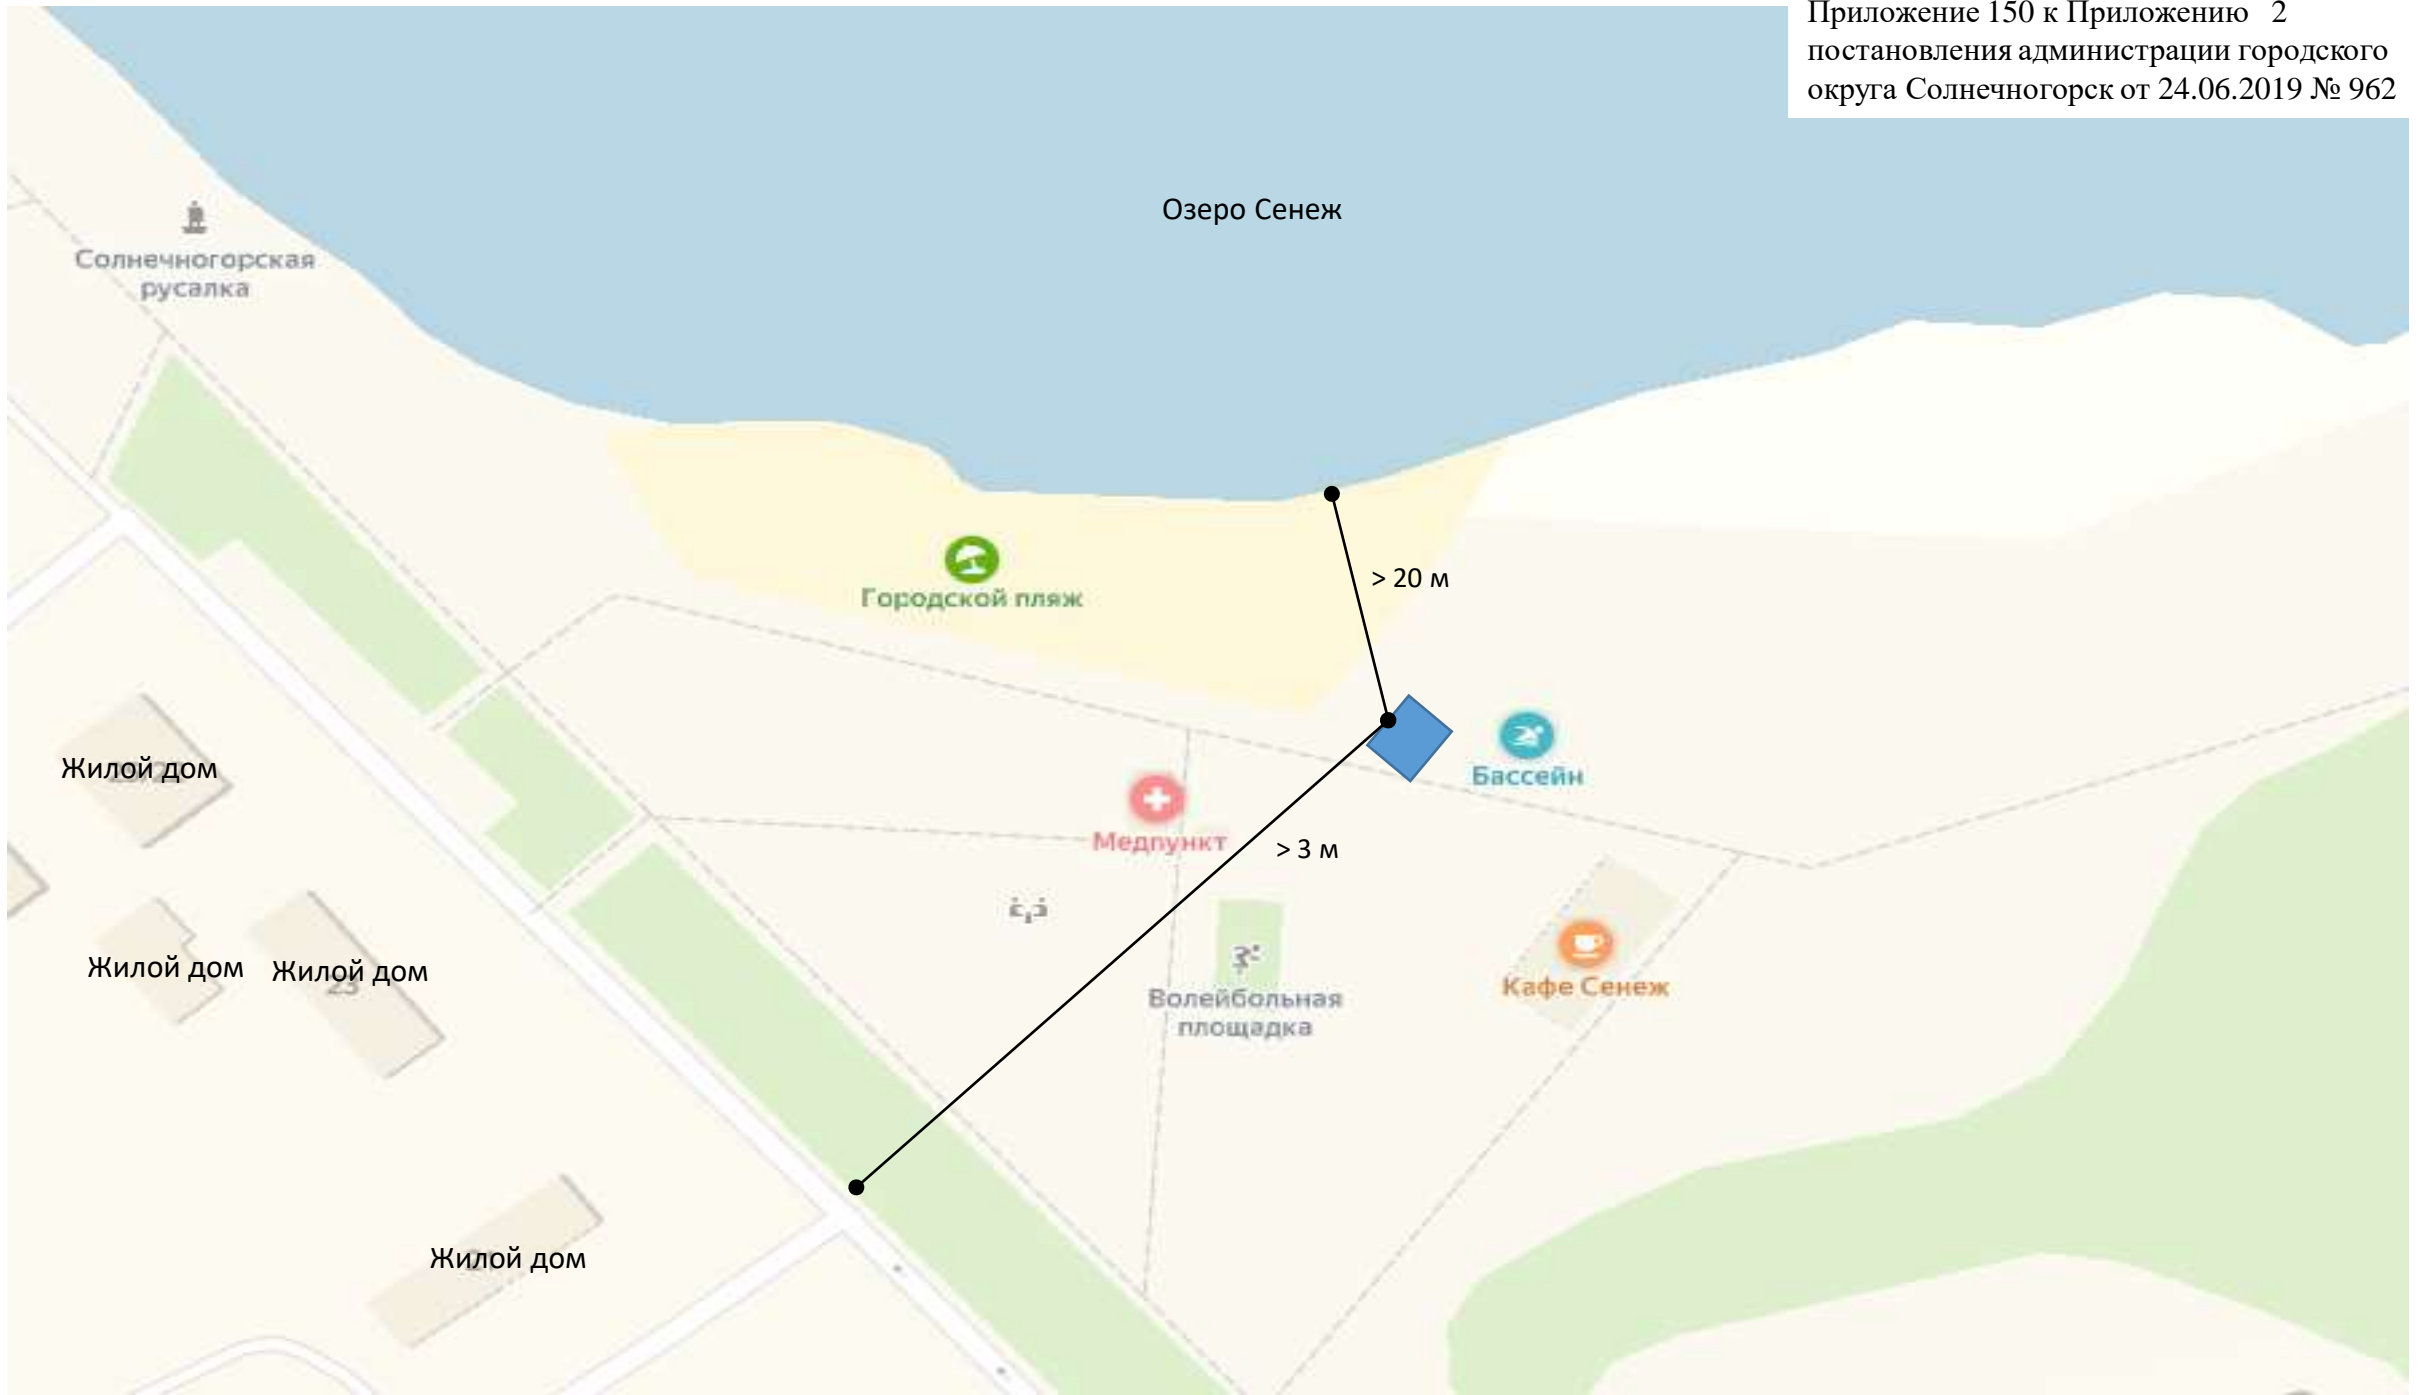 Приложение 150 к Приложению 2
постановления администрации городского
округа Солнечногорск от 24.06.2019 № 962
Озеро Сенеж
Солнечногорская
русалка
> 20 м
Городской пляж
Жилой дом
Бассейн
Медпункт
> 3 м
Жилой дом
Жилой дом
23
Волейбольная
площадка
Кафе Сенеж
Жилой дом